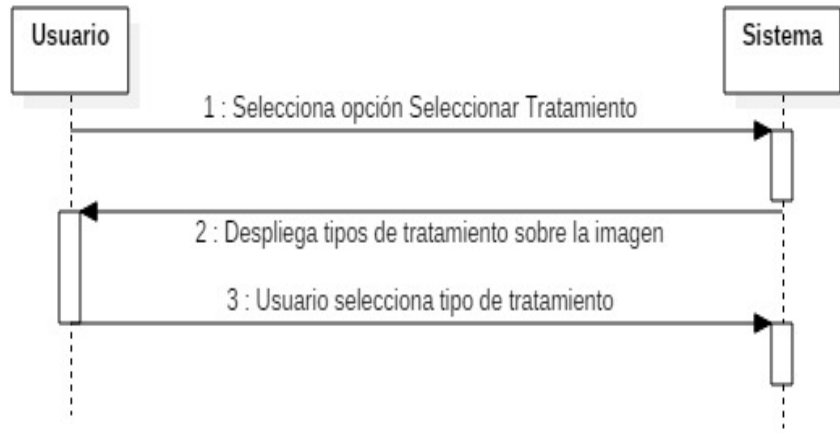 Usuario
Sistema
1 : Selecciona opción Seleccionar Tratamiento
2 : Despliega tipos de tratamiento sobre la imagen
3 : Usuario selecciona tipo de tratamiento